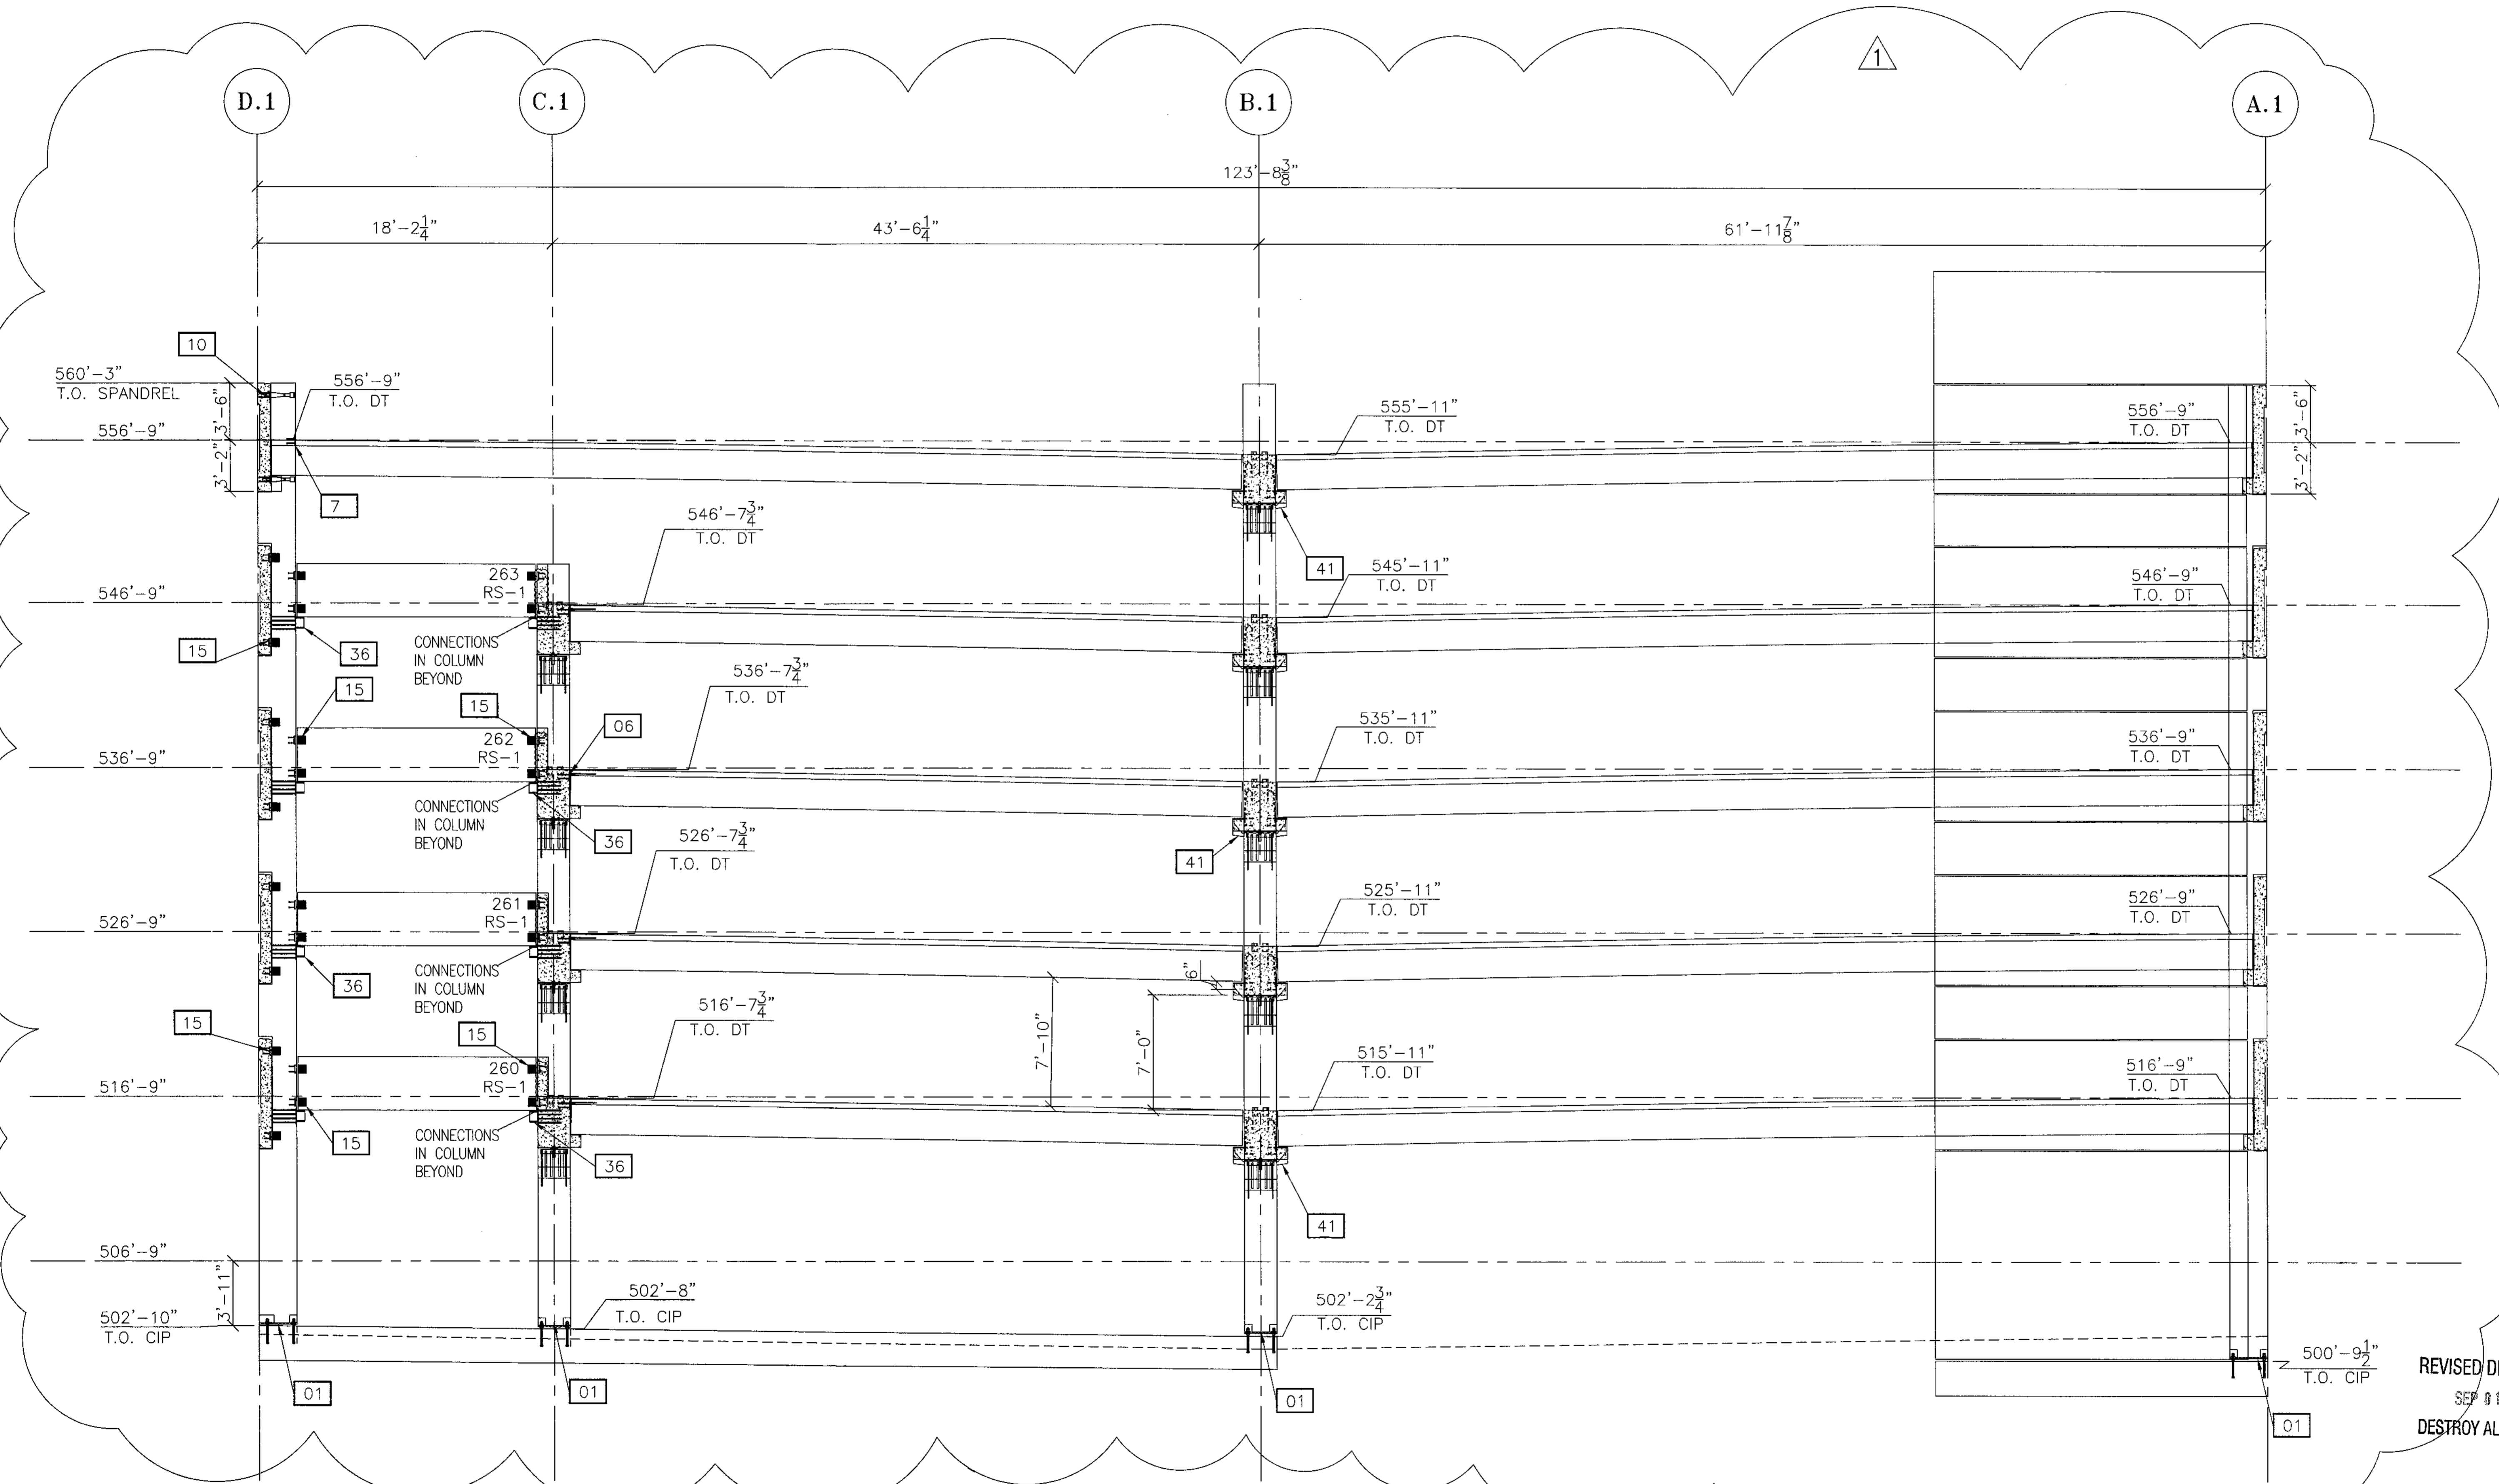 1
D.1
C.1
B.1
A.1
123'-8 3/8"
18'-2 1/4"
43'-6 1/4"
61'-11 7/8"
10
560'-3"
T.O. SPANDREL
3'-6"
556'-9"
T.O. DT
556'-9"
3'-2"
7
555'-11"
T.O. DT
556'-9"
T.O. DT
3'-6"
3'-2"
546'-7 3/4"
T.O. DT
41
545'-11"
T.O. DT
546'-9"
T.O. DT
546'-9"
263
RS-1
15
36
CONNECTIONS
IN COLUMN
BEYOND
536'-7 3/4"
T.O. DT
15
15
06
535'-11"
T.O. DT
536'-9"
T.O. DT
536'-9"
262
RS-1
CONNECTIONS
IN COLUMN
BEYOND
36
41
526'-7 3/4"
T.O. DT
525'-11"
T.O. DT
526'-9"
T.O. DT
526'-9"
261
RS-1
36
CONNECTIONS
IN COLUMN
BEYOND
6"
7'-10"
7'-0"
516'-7 3/4"
T.O. DT
15
15
515'-11"
T.O. DT
516'-9"
T.O. DT
516'-9"
260
RS-1
15
CONNECTIONS
IN COLUMN
BEYOND
36
41
506'-9"
3'-11"
502'-10"
T.O. CIP
502'-8"
T.O. CIP
502'-2 3/4"
T.O. CIP
500'-9 1/2"
T.O. CIP
01
01
01
01
REVISED
SEP 01
DESTROY